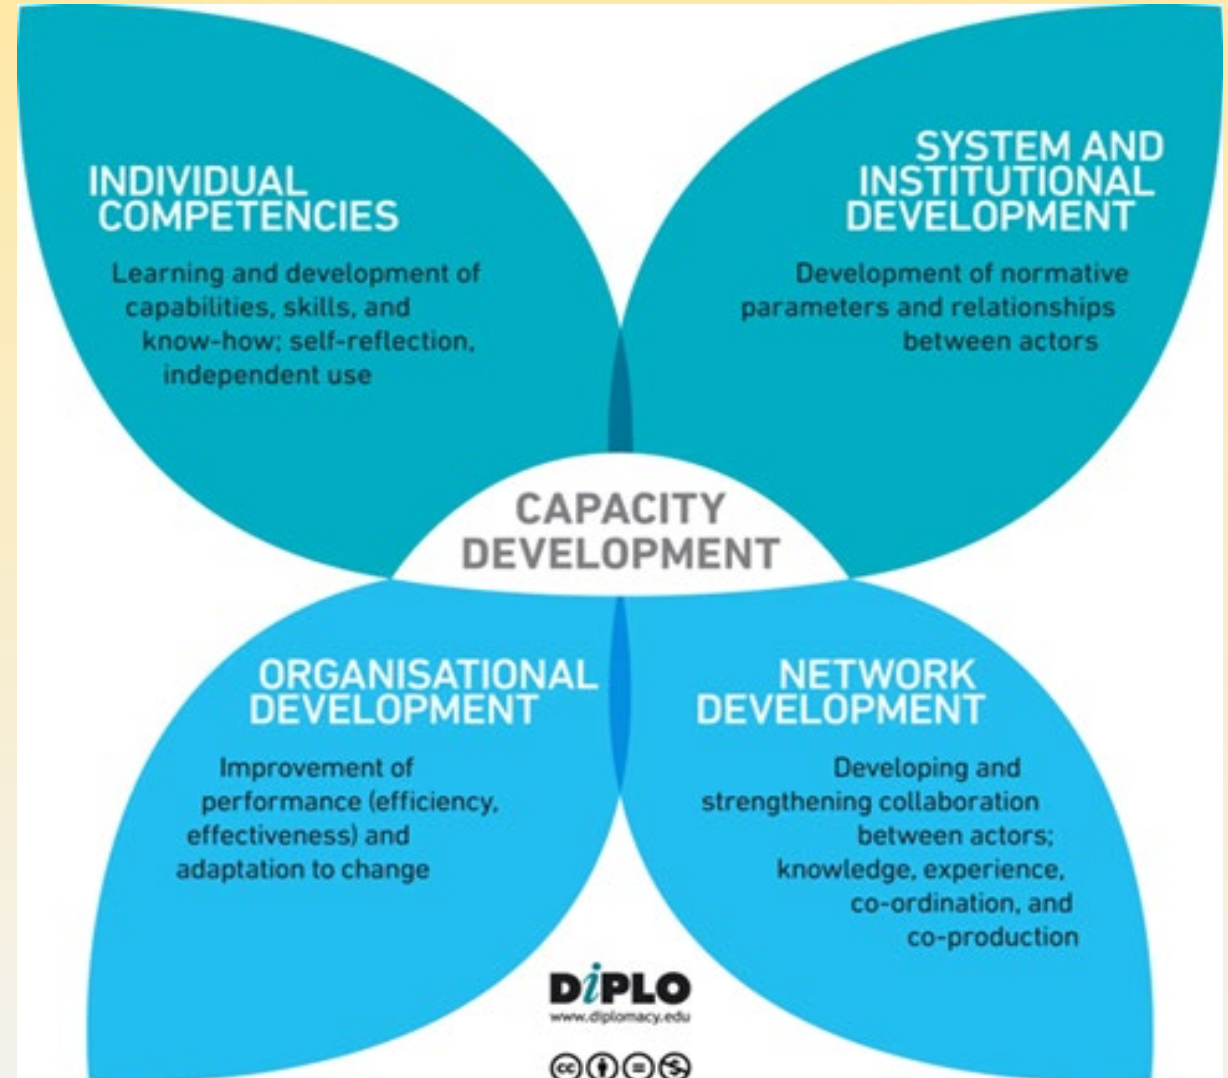 INDIVIDUAL
COMPETENCIES
Learning and development of
capabilities, skills, and
know-how; self-reflection,
independent use
SYSTEM AND
INSTITUTIONAL
DEVELOPMENT
Development of normative
parameters and relationships
between actors
CAPACITY
DEVELOPMENT
ORGANISATIONAL
DEVELOPMENT
Improvement of
performance (efficiency,
effectiveness) and
adaptation to change
NETWORK
DEVELOPMENT
Developing and
strengthening collaboration
between actors;
knowledge, experience,
co-ordination, and
co-production
DiPLO
www.diplomacy.edu
cc